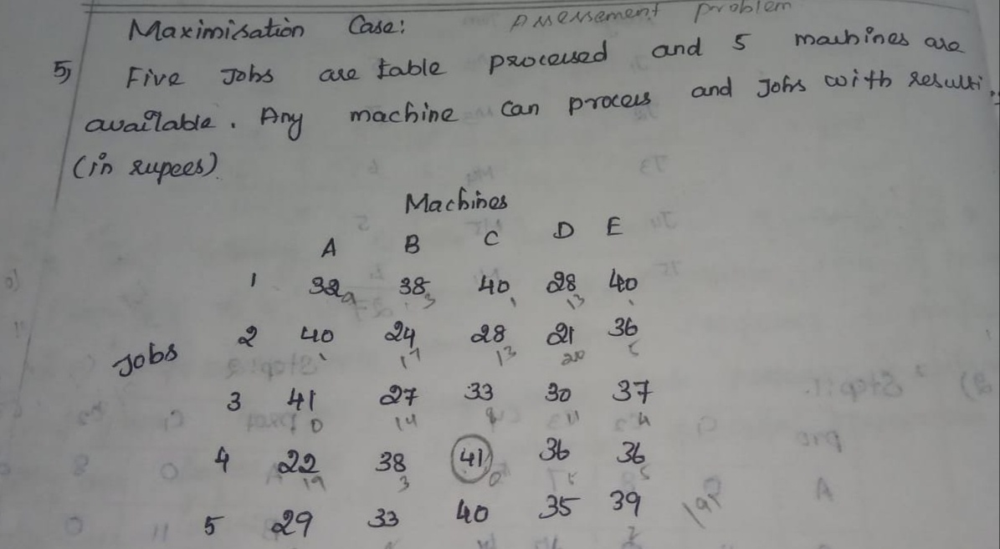 Maximisation Case: Assessement problem
5) Five Jobs are table processed and 5 machines are
available. Any machine can process and Jobs with resulti
(in rupees)
Machines
A B C D E
1 32 9 38 3 40 1 28 13 40 1
2 40 1 24 17 28 13 21 20 36 5
Jobs
3 41 0 27 14 33 8 30 11 37 4
4 22 19 38 3 41 0 36 5 36 5
5 29 33 40 35 39 2